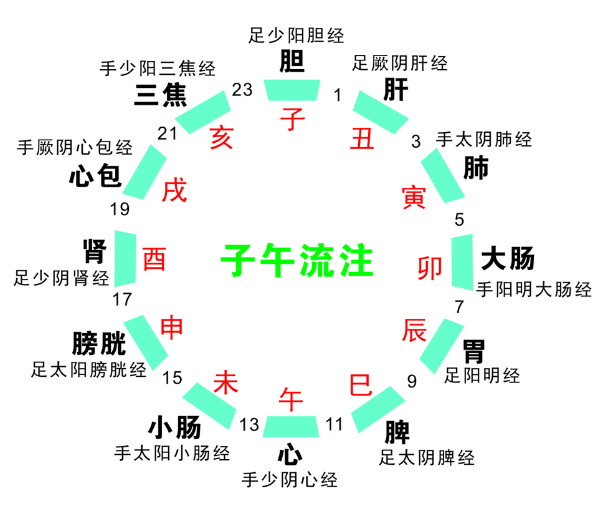 足少阳胆经
胆
子
23
1
足厥阴肝经
肝
丑
3
手太阴肺经
肺
寅
5
大肠
手阳明大肠经
卯
7
胃
足阳明经
辰
9
脾
足太阴脾经
巳
11
午
心
手少阴心经
13
未
小肠
手太阳小肠经
15
申
膀胱
足太阳膀胱经
17
酉
肾
足少阴肾经
19
戌
手厥阴心包经
心包
21
亥
手少阳三焦经
三焦
子午流注